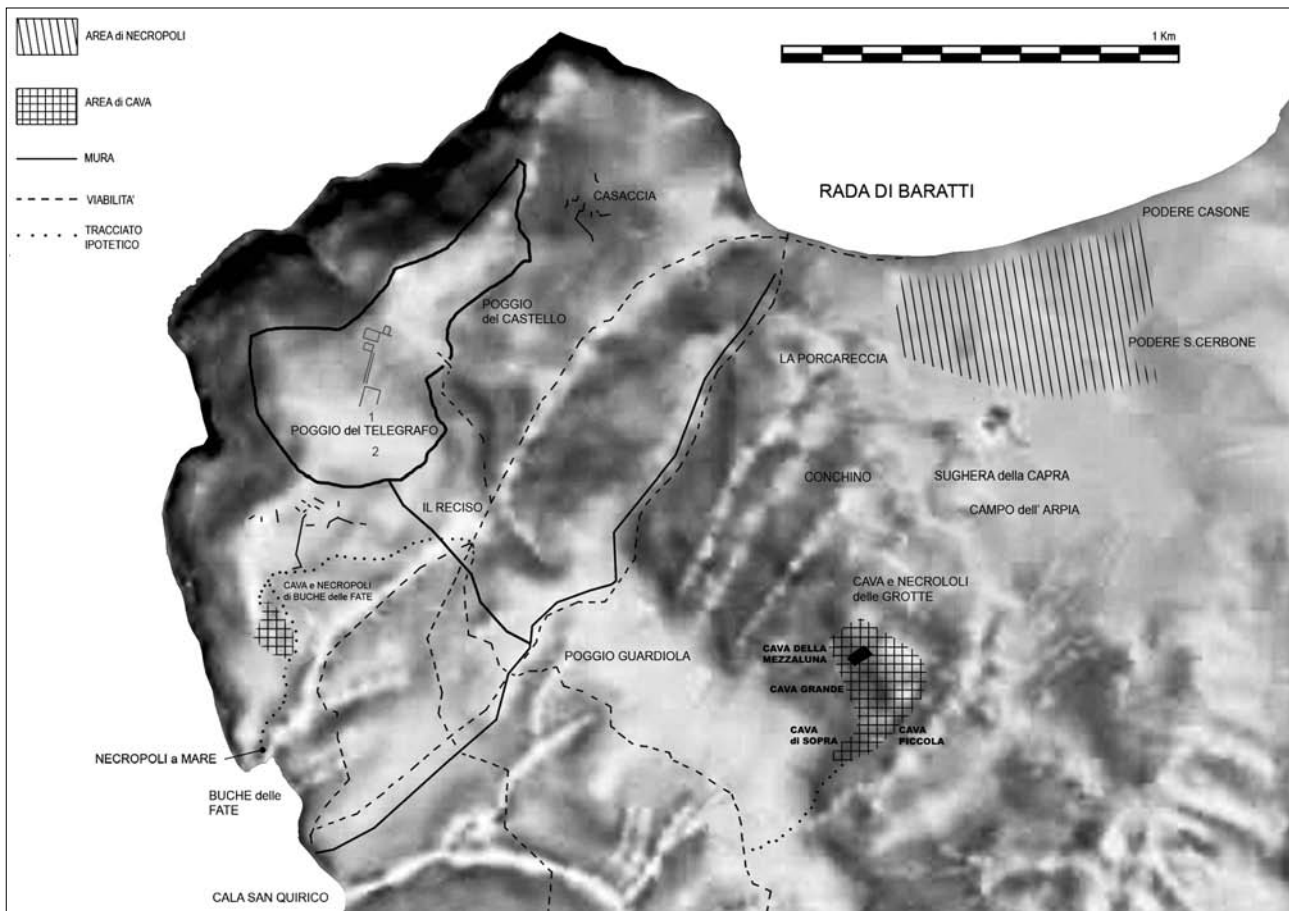 AREA di NECROPOLI
AREA di CAVA
MURA
VIABILITA'
TRACCIATO
IPOTETICO
1 Km
RADA DI BARATTI
CASACCIA
PODERE CASONE
POGGIO
del CASTELLO
PODERE S.CERBONE
LA PORCARECCIA
1
POGGIO del TELEGRAFO
2
IL RECISO
CONCHINO
SUGHERA della CAPRA
CAMPO dell' ARPIA
CAVA e NECROPOLI
di BUCHE delle FATE
CAVA e NECROLOLI
delle GROTTE
POGGIO GUARDIOLA
CAVA DELLA
MEZZALUNA
CAVA GRANDE
CAVA
di SOPRA
CAVA
PICCOLA
NECROPOLI a MARE
BUCHE delle
FATE
CALA SAN QUIRICO